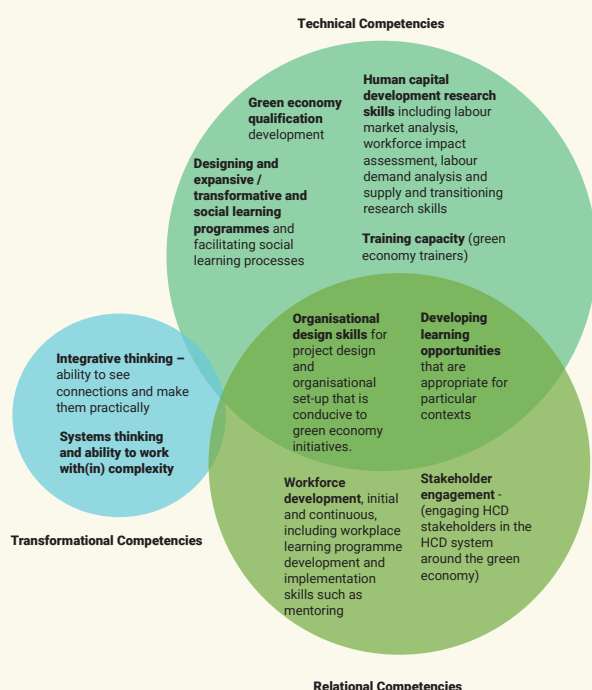 Technical Competencies
Green economy
qualification
development
Human capital
development research
skills including labour
market analysis,
workforce impact
assessment, labour
demand analysis and
supply and transitioning
research skills
Designing and
expansive /
transformative and
social learning
programmes and
facilitating social
learning processes
Training capacity (green
economy trainers)
Organisational
design skills for
project design
and
organisational
set-up that is
conducive to
green economy
initiatives.
Developing
learning
opportunities
that are
appropriate for
particular
contexts
Integrative thinking –
ability to see
connections and make
them practically
Systems thinking
and ability to work
with(in) complexity
Transformational Competencies
Workforce
development, initial
and continuous,
including workplace
learning programme
development and
implementation
skills such as
mentoring
Stakeholder
engagement -
(engaging HCD
stakeholders in the
HCD system
around the green
economy)
Relational Competencies